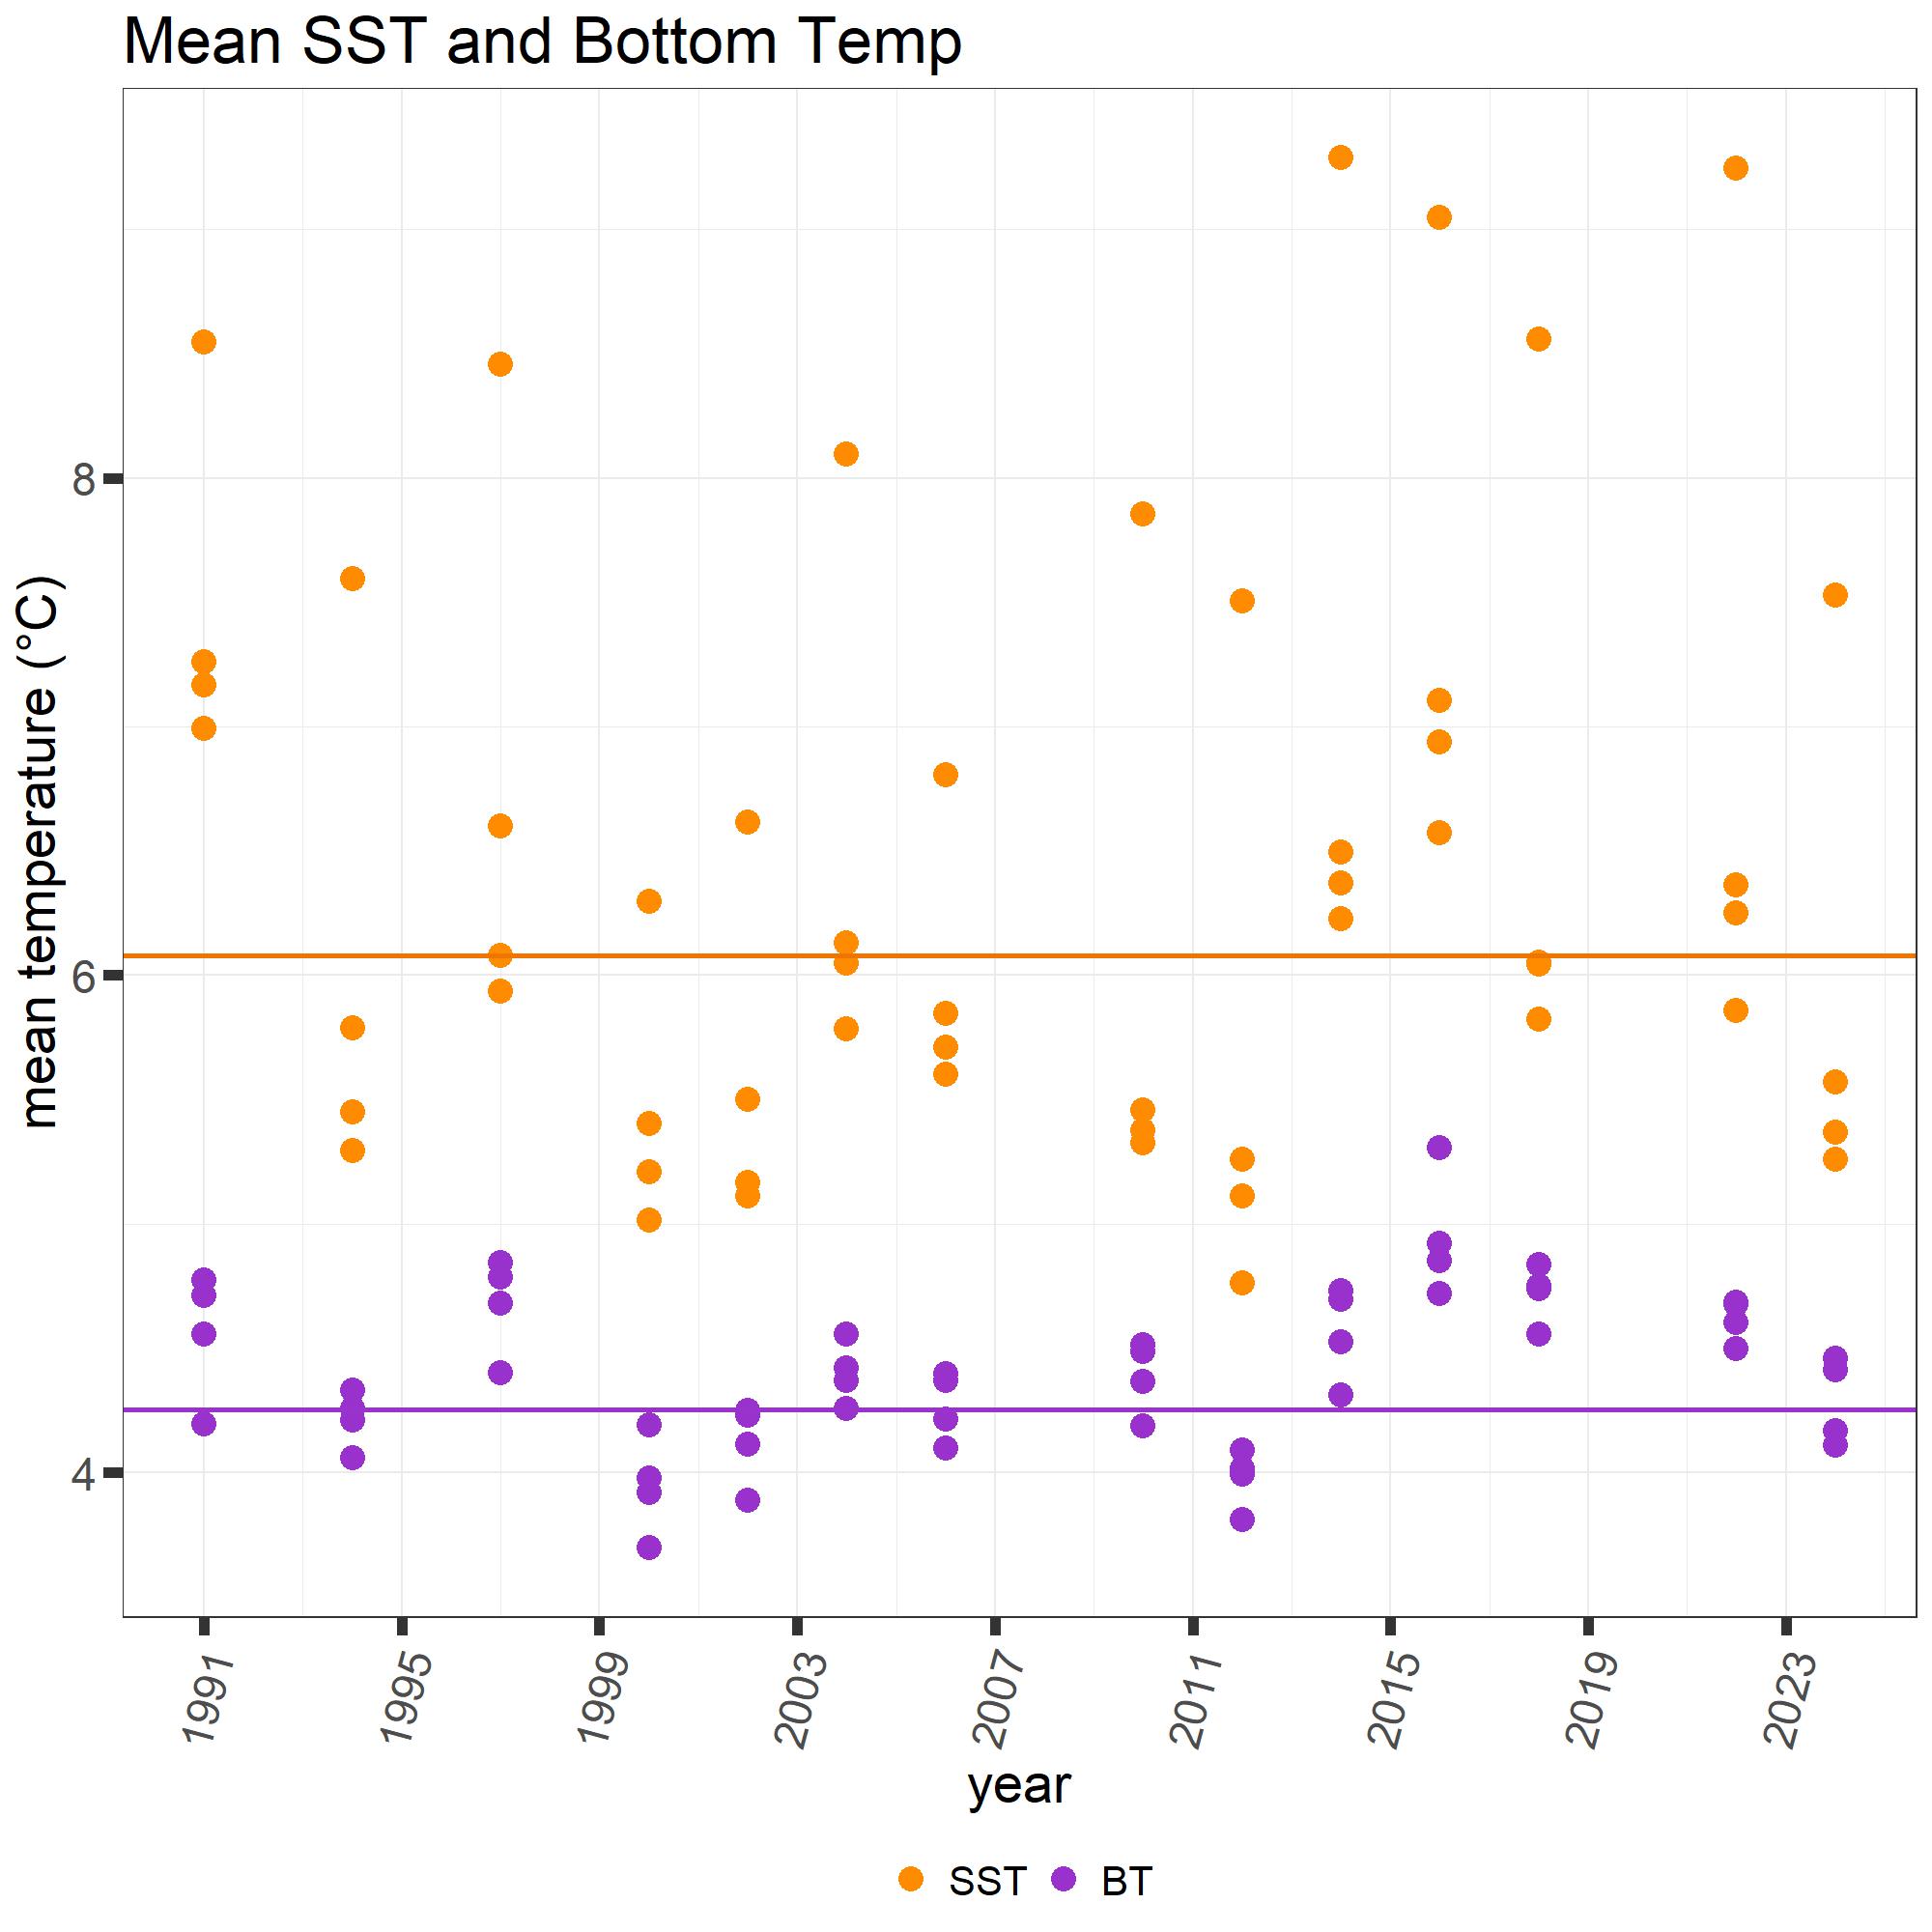 Mean SST and Bottom Temp
mean temperature (°C)
8
6
4
1991
1995
1999
2003
2007
2011
2015
2019
2023
year
SST
BT